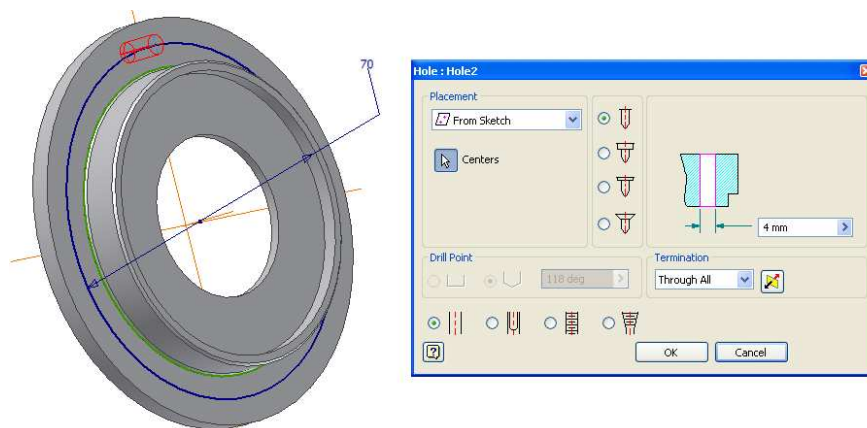 70
Hole : Hole2
Placement
From Sketch
Centers
4 mm
Drill Point
118 deg
Termination
Through All
OK
Cancel